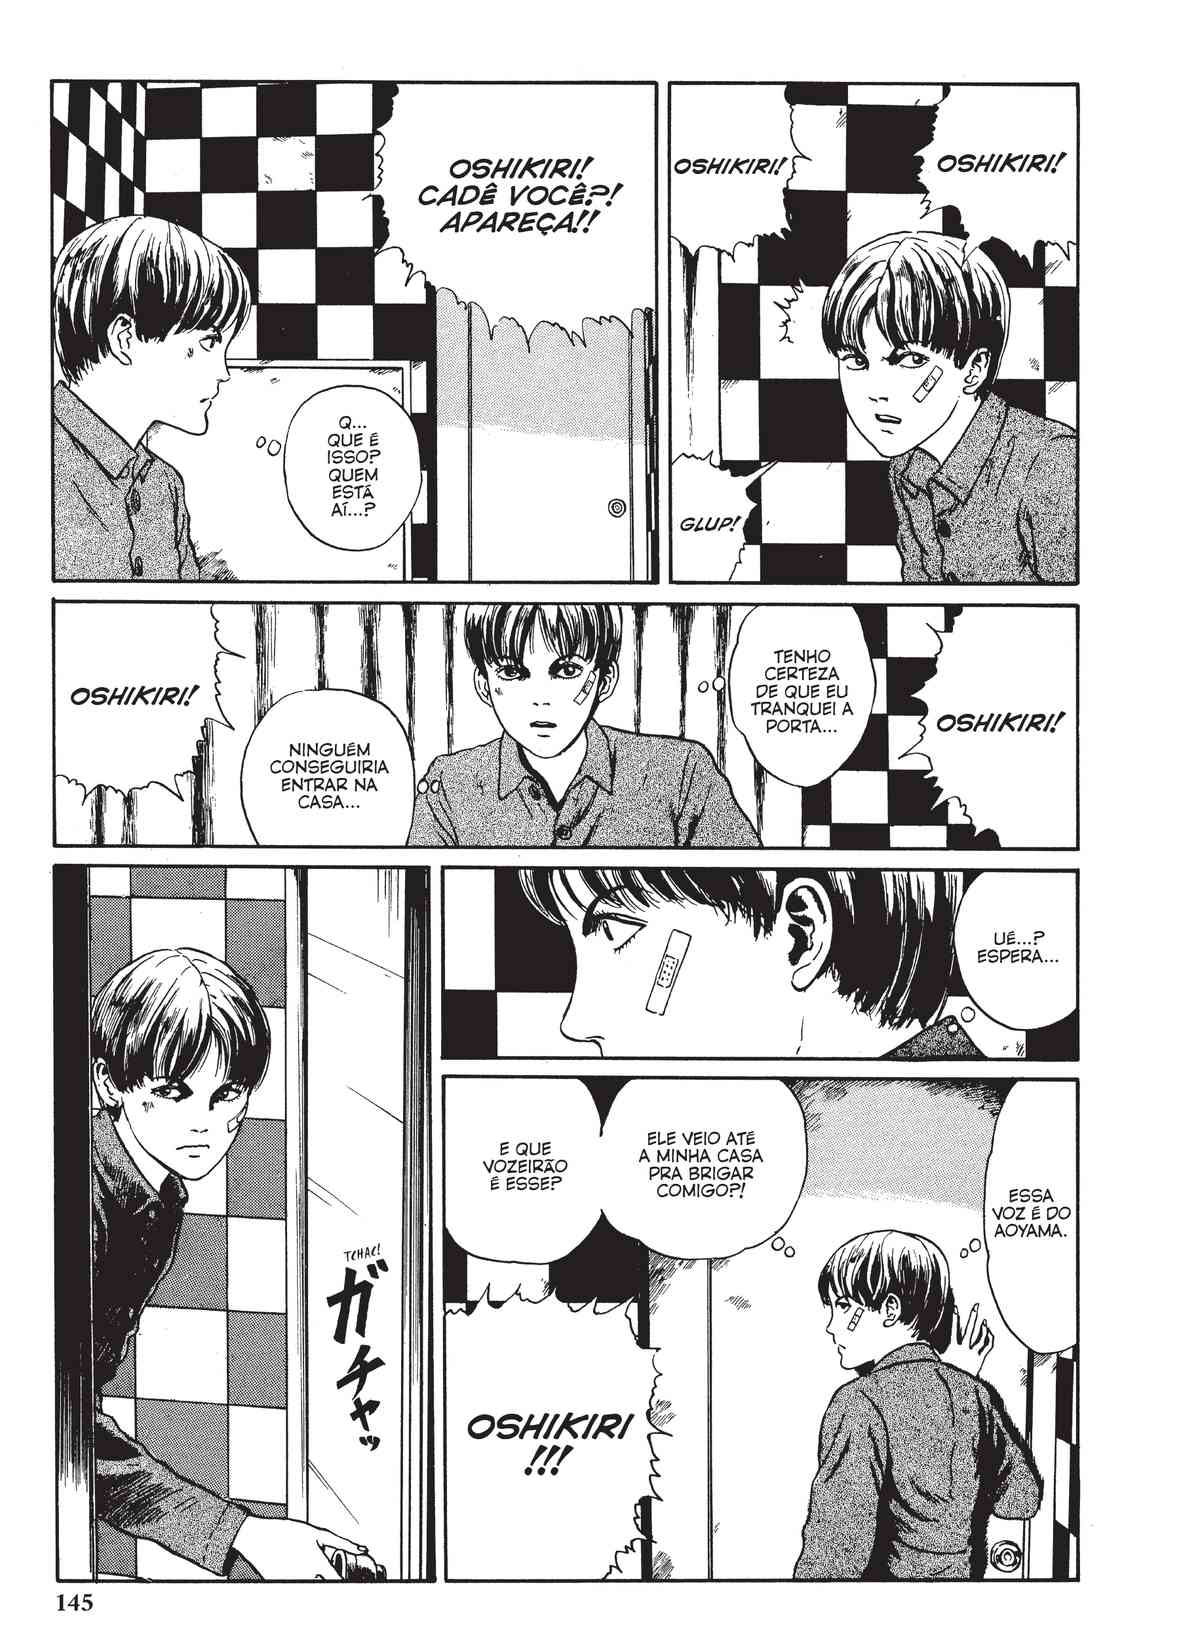 OSHIKIRI!
OSHIKIRI!
GLUP!
OSHIKIRI!
CADÊ VOCÊ?!
APAREÇA!!
Q...
QUE É
ISSO?
QUEM
ESTÁ
AÍ...?
OSHIKIRI!
TENHO
CERTEZA
DE QUE EU
TRANQUEI A
PORTA...
NINGUÉM
CONSEGUIRIA
ENTRAR NA
CASA...
OSHIKIRI!
UÉ...?
ESPERA...
ESSA
VOZ É DO
AOYAMA.
ELE VEIO ATÉ
A MINHA CASA
PRA BRIGAR
COMIGO?!
E QUE
VOZEIRÃO
É ESSE?
OSHIKIRI
!!!
TCHAC!
ガチャッ
145